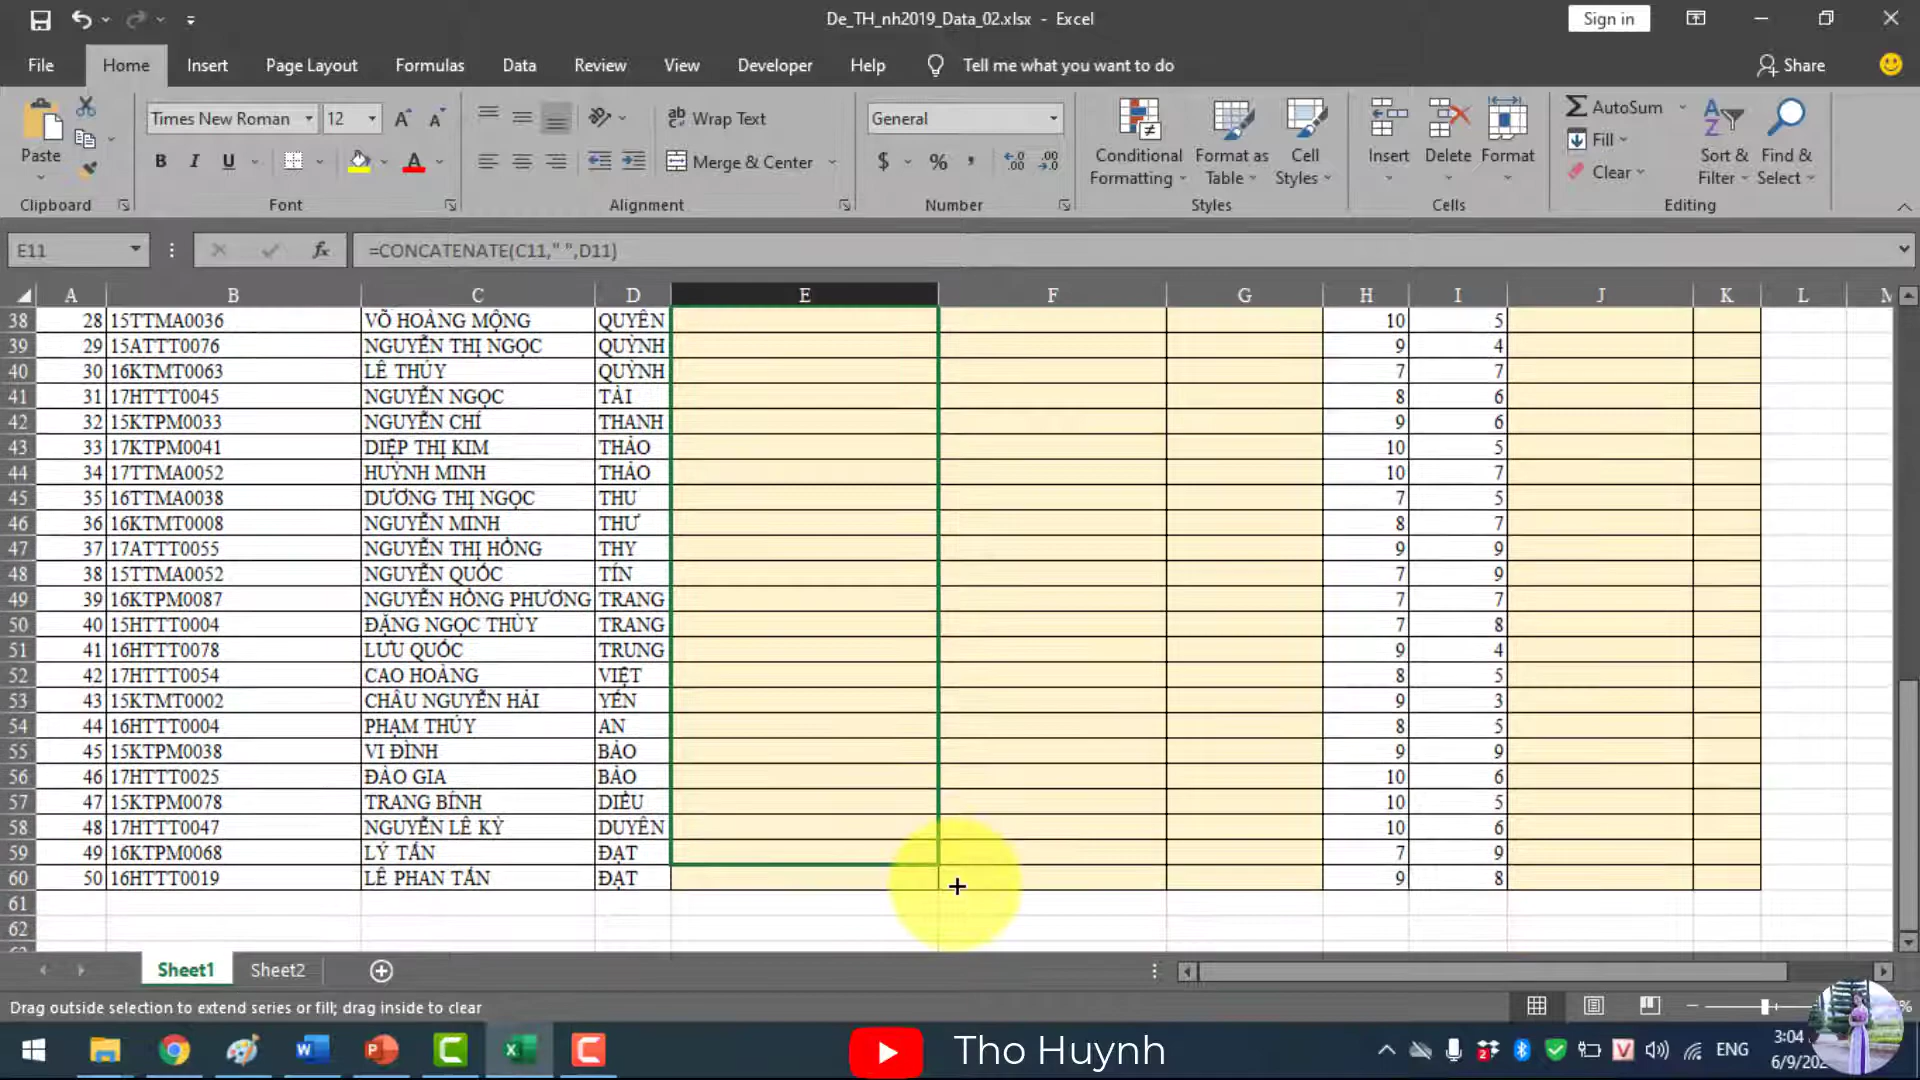 De_TH_nh2019_Data_02.xlsx - Excel
Sign in
File Home Insert Page Layout Formulas Data Review View Developer Help Tell me what you want to do Share
Paste
Clipboard
Times New Roman 12
B I U A
Font
Wrap Text
Merge & Center
Alignment
General
$ % , .00 .0
Number
Conditional Formatting
Format as Table
Cell Styles
Styles
Insert Delete Format
Cells
AutoSum
Fill
Clear
Sort & Filter
Find & Select
Editing
E11 fx =CONCATENATE(C11," ",D11)
A B C D E F G H I J K L M
38 28 15TTMA0036 VÕ HOÀNG MỘNG QUYÊN 10 5
39 29 15ATTT0076 NGUYỄN THỊ NGỌC QUỲNH 9 4
40 30 16KTMT0063 LÊ THÚY QUỲNH 7 7
41 31 17HTTT0045 NGUYỄN NGỌC TÀI 8 6
42 32 15KTPM0033 NGUYỄN CHÍ THANH 9 6
43 33 17KTPM0041 DIỆP THỊ KIM THẢO 10 5
44 34 17TTMA0052 HUỲNH MINH THẢO 10 7
45 35 16TTMA0038 DƯƠNG THỊ NGỌC THU 7 5
46 36 16KTMT0008 NGUYỄN MINH THƯ 8 7
47 37 17ATTT0055 NGUYỄN THỊ HỒNG THY 9 9
48 38 15TTMA0052 NGUYỄN QUỐC TÍN 7 9
49 39 16KTPM0087 NGUYỄN HỒNG PHƯƠNG TRANG 7 7
50 40 15HTTT0004 ĐẶNG NGỌC THÙY TRANG 7 8
51 41 16HTTT0078 LƯU QUỐC TRUNG 9 4
52 42 17HTTT0054 CAO HOÀNG VIỆT 8 5
53 43 15KTMT0002 CHÂU NGUYỄN HẢI YẾN 9 3
54 44 16HTTT0004 PHẠM THÚY AN 8 5
55 45 15KTPM0038 VI ĐÌNH BẢO 9 9
56 46 17HTTT0025 ĐÀO GIA BẢO 10 6
57 47 15KTPM0078 TRANG BÍNH DIỀU 10 5
58 48 17HTTT0047 NGUYỄN LÊ KỲ DUYÊN 10 6
59 49 16KTPM0068 LÝ TẤN ĐẠT 7 9
60 50 16HTTT0019 LÊ PHAN TẤN ĐẠT 9 8
61
62
Sheet1 Sheet2
Drag outside selection to extend series or fill; drag inside to clear
Tho Huynh
ENG
3:04